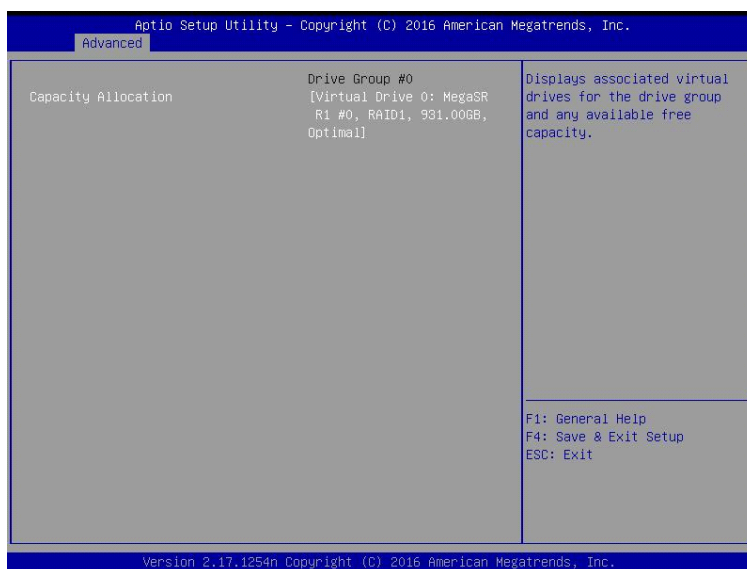 Aptio Setup Utility – Copyright (C) 2016 American Megatrends, Inc.
Advanced
Drive Group #0
Capacity Allocation
[Virtual Drive 0: MegaSR
R1 #0, RAID1, 931.00GB,
Optimal]
Displays associated virtual
drives for the drive group
and any available free
capacity.
F1: General Help
F4: Save & Exit Setup
ESC: Exit
Version 2.17.1254n Copyright (C) 2016 American Megatrends, Inc.